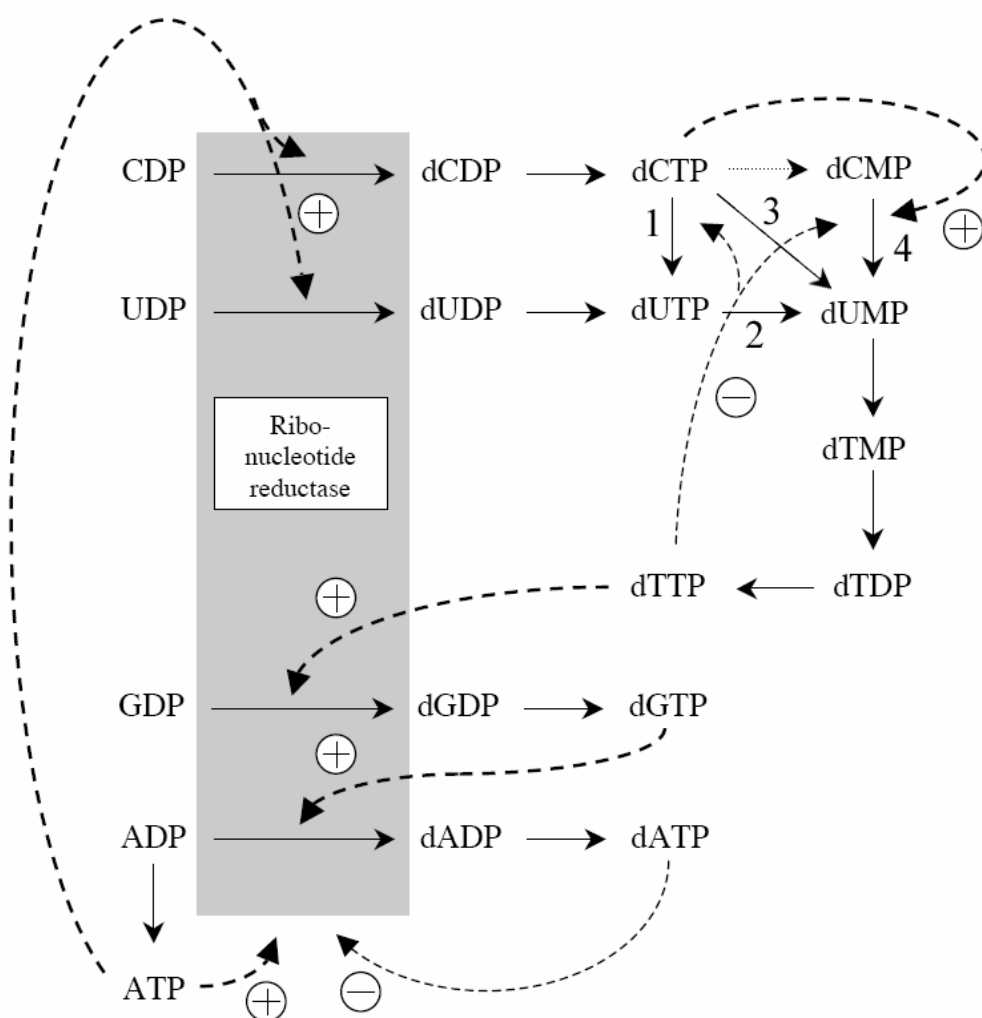 CDP dCDP dCTP dCMP
+ 1 3 4 +
UDP dUDP dUTP 2 dUMP
−
Ribo-
nucleotide
reductase
dTMP
+ dTTP dTDP
GDP dGDP dGTP
+
ADP dADP dATP
ATP + −